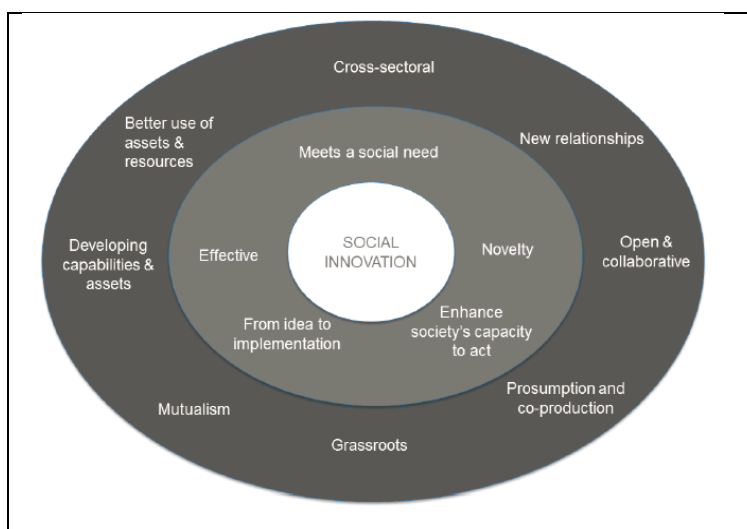 Cross-sectoral
Better use of
assets &
resources
New relationships
Meets a social need
Developing
capabilities &
assets
Effective
SOCIAL
INNOVATION
Novelty
Open &
collaborative
From idea to
implementation
Enhance
society's capacity
to act
Mutualism
Prosumption and
co-production
Grassroots